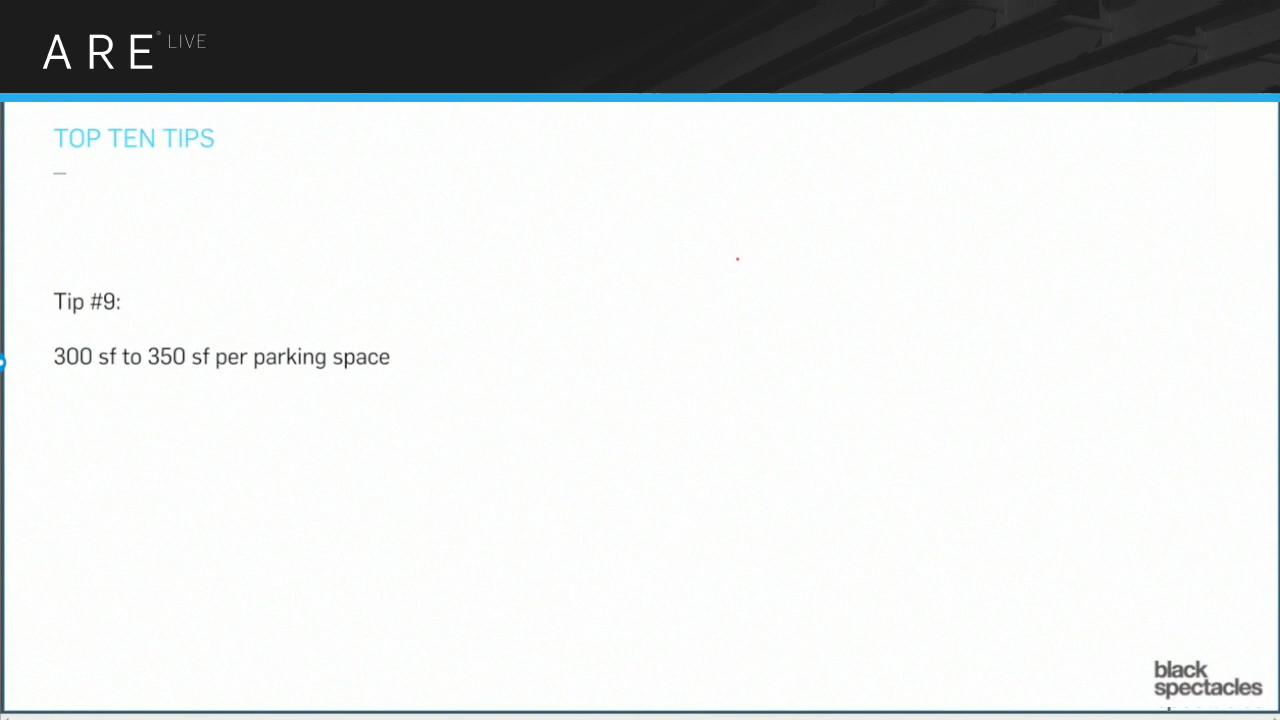 ARE® LIVE
TOP TEN TIPS
Tip #9:
300 sf to 350 sf per parking space
black
spectacles